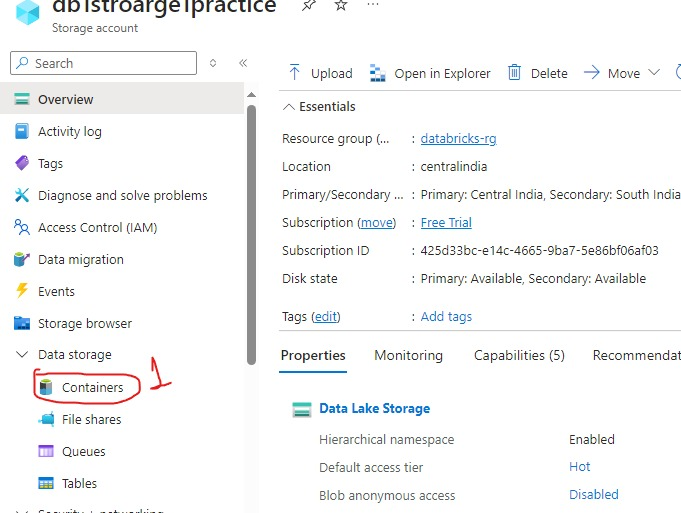 Storage account
Search
Upload
Open in Explorer
Delete
Move
Overview
Activity log
Tags
Diagnose and solve problems
Access Control (IAM)
Data migration
Events
Storage browser
Data storage
Containers 1
File shares
Queues
Tables
Essentials
Resource group (... : databricks-rg
Location : centralindia
Primary/Secondary ... : Primary: Central India, Secondary: South India
Subscription (move) : Free Trial
Subscription ID : 425d33bc-e14c-4665-9ba7-5e86bf06af03
Disk state : Primary: Available, Secondary: Available
Tags (edit) : Add tags
Properties Monitoring Capabilities (5) Recommendat
Data Lake Storage
Hierarchical namespace Enabled
Default access tier Hot
Blob anonymous access Disabled